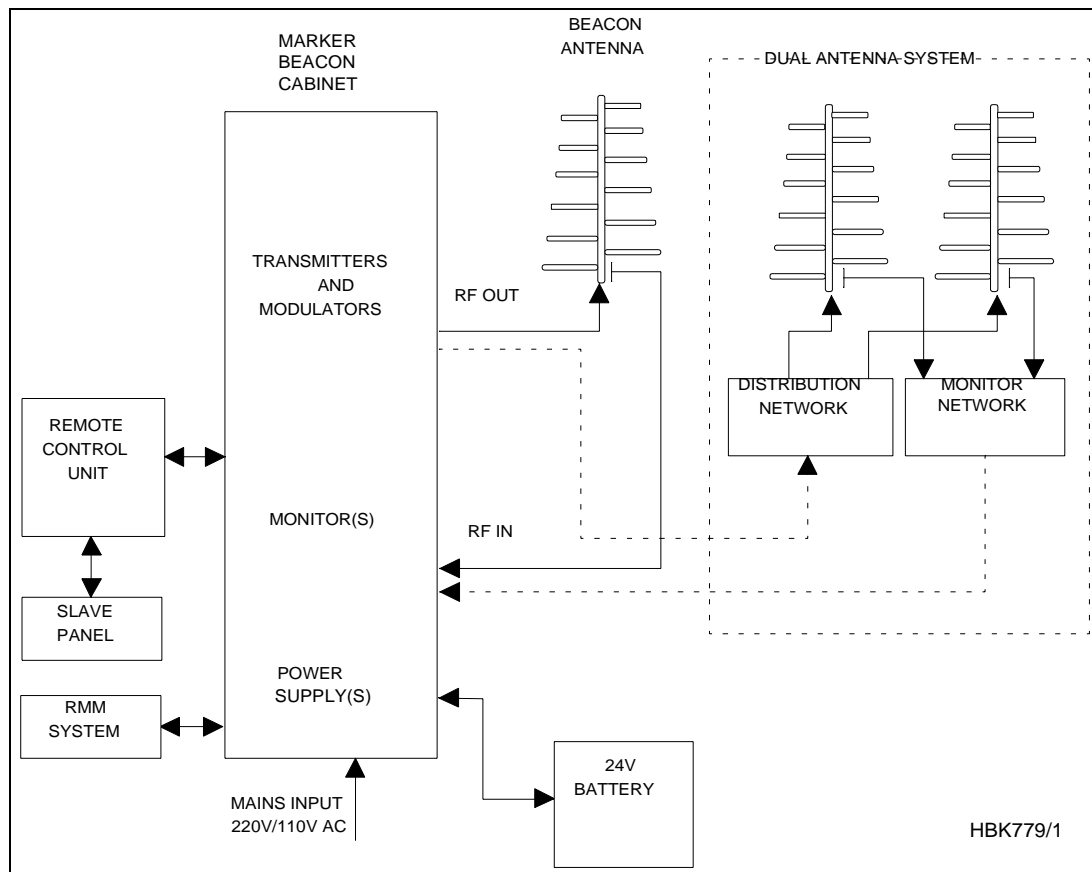 BEACON
ANTENNA
MARKER
BEACON
CABINET
DUAL ANTENNA SYSTEM
TRANSMITTERS
AND
MODULATORS
RF OUT
DISTRIBUTION
NETWORK
MONITOR
NETWORK
REMOTE
CONTROL
UNIT
MONITOR(S)
RF IN
SLAVE
PANEL
POWER
SUPPLY(S)
RMM
SYSTEM
24V
BATTERY
MAINS INPUT
220V/110V AC
HBK779/1